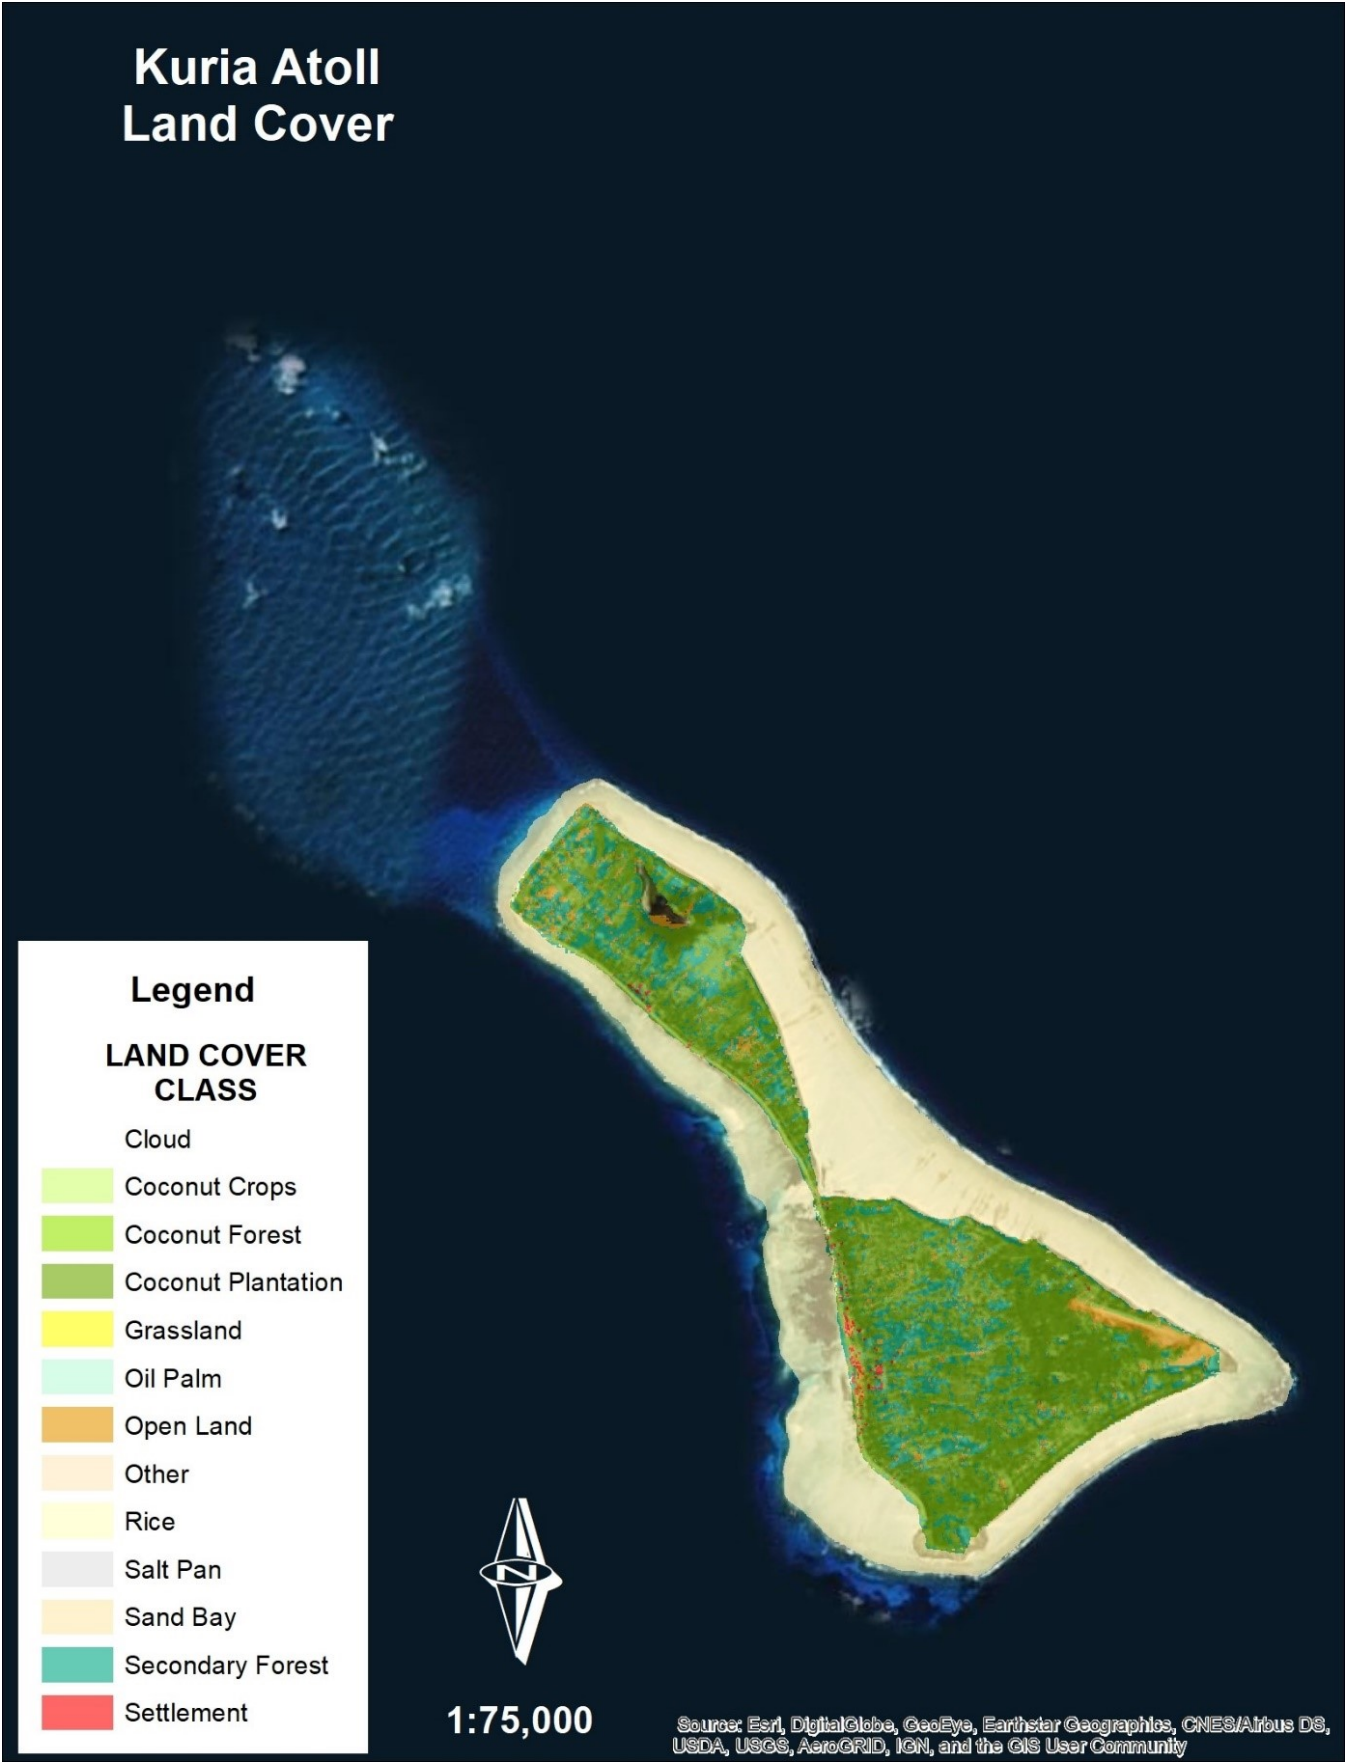 Kuria Atoll
Land Cover
Legend
LAND COVER
CLASS
Cloud
Coconut Crops
Coconut Forest
Coconut Plantation
Grassland
Oil Palm
Open Land
Other
Rice
Salt Pan
Sand Bay
Secondary Forest
Settlement
N
1:75,000
Source: Esri, DigitalGlobe, GeoEye, Earthstar Geographics, CNES/Airbus DS,
USDA, USGS, AeroGRID, IGN, and the GIS User Community